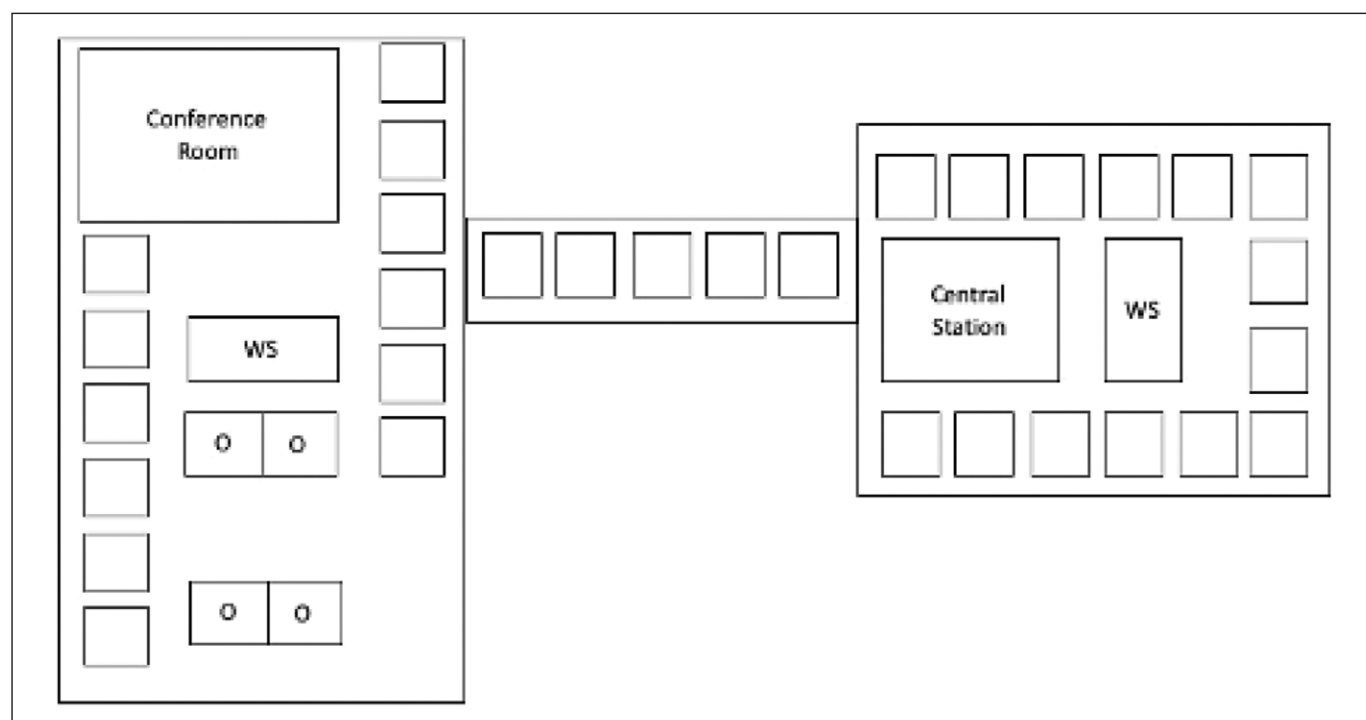 Conference
Room
WS
O O
O O
Central
Station
WS